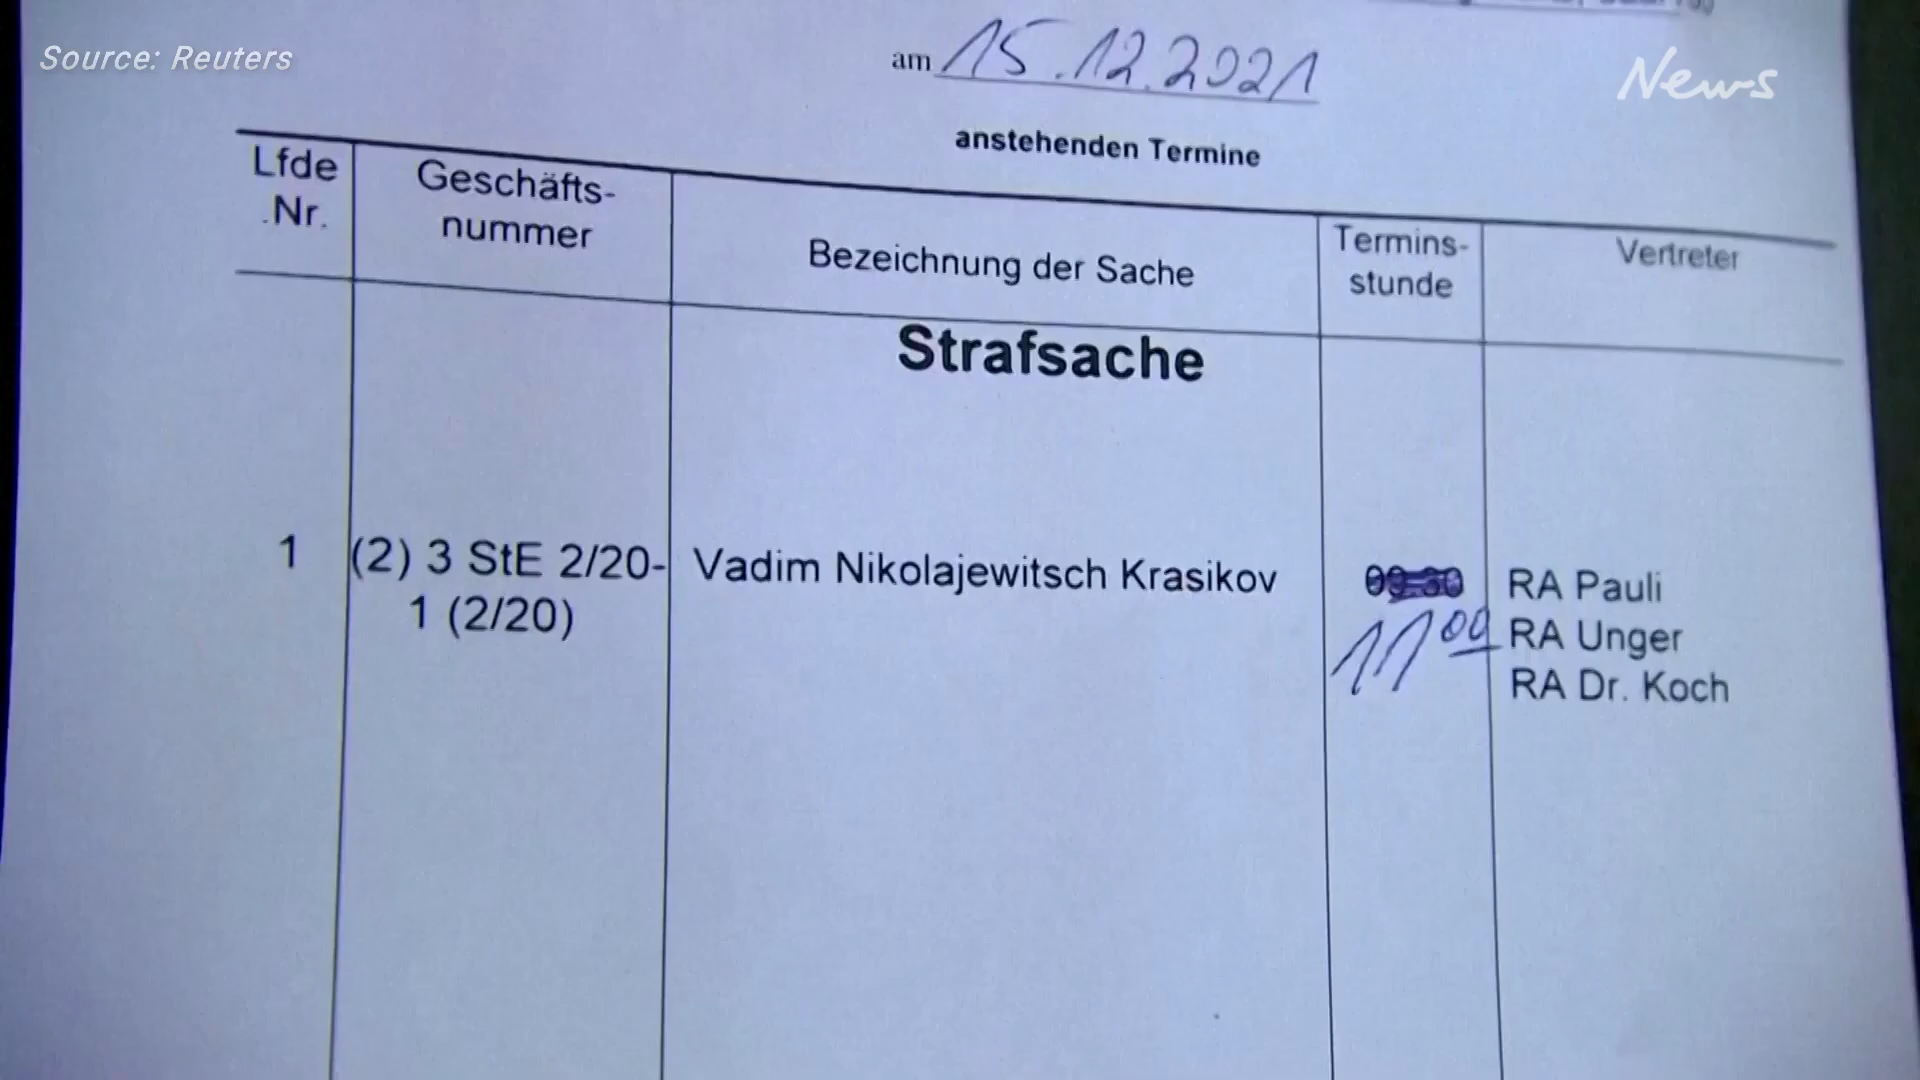 Source: Reuters
News
am 15.12.2021
anstehenden Termine
Lfde
.Nr.
Geschäfts-
nummer
Bezeichnung der Sache
Termins-
stunde
Vertreter
Strafsache
1
(2) 3 StE 2/20-
1 (2/20)
Vadim Nikolajewitsch Krasikov
09:30
11 00
RA Pauli
RA Unger
RA Dr. Koch